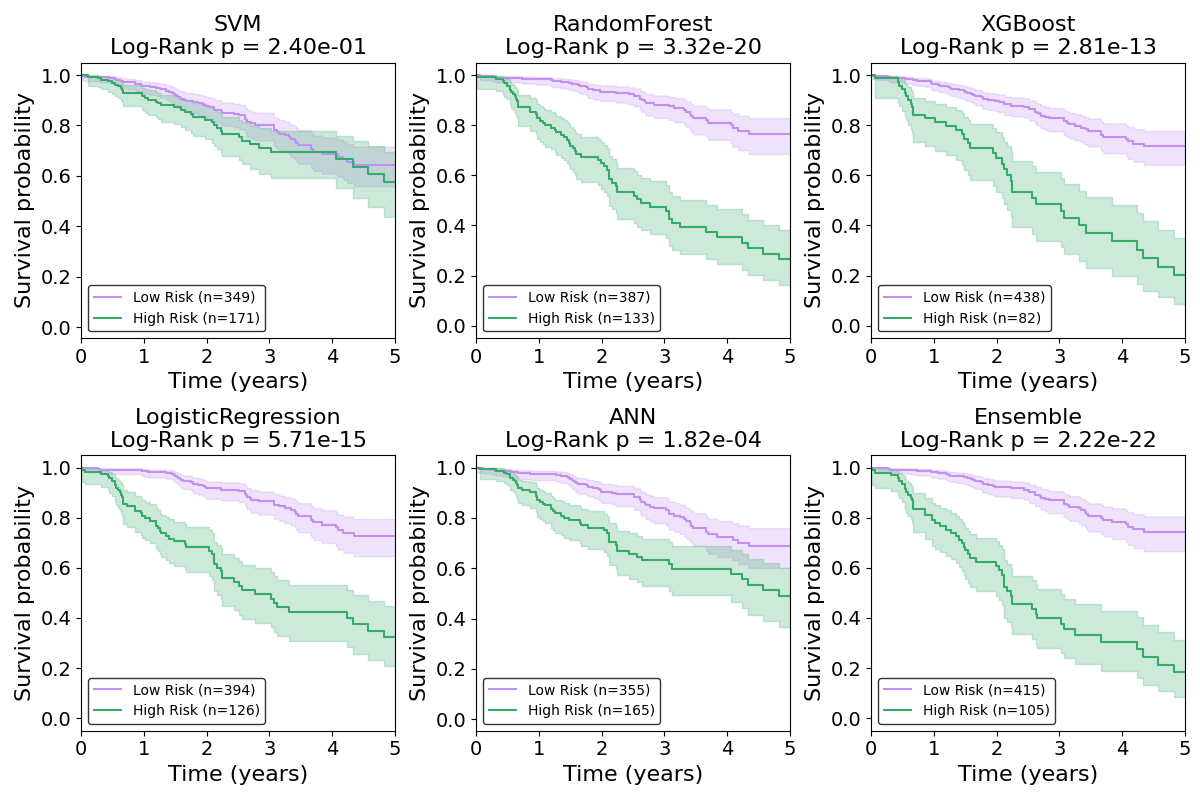 SVM
Log-Rank p = 2.40e-01
Survival probability
1.0
0.8
0.6
0.4
0.2
0.0
Low Risk (n=349)
High Risk (n=171)
0 1 2 3 4 5
Time (years)
RandomForest
Log-Rank p = 3.32e-20
Survival probability
1.0
0.8
0.6
0.4
0.2
0.0
Low Risk (n=387)
High Risk (n=133)
0 1 2 3 4 5
Time (years)
XGBoost
Log-Rank p = 2.81e-13
Survival probability
1.0
0.8
0.6
0.4
0.2
0.0
Low Risk (n=438)
High Risk (n=82)
0 1 2 3 4 5
Time (years)
LogisticRegression
Log-Rank p = 5.71e-15
Survival probability
1.0
0.8
0.6
0.4
0.2
0.0
Low Risk (n=394)
High Risk (n=126)
0 1 2 3 4 5
Time (years)
ANN
Log-Rank p = 1.82e-04
Survival probability
1.0
0.8
0.6
0.4
0.2
0.0
Low Risk (n=355)
High Risk (n=165)
0 1 2 3 4 5
Time (years)
Ensemble
Log-Rank p = 2.22e-22
Survival probability
1.0
0.8
0.6
0.4
0.2
0.0
Low Risk (n=415)
High Risk (n=105)
0 1 2 3 4 5
Time (years)